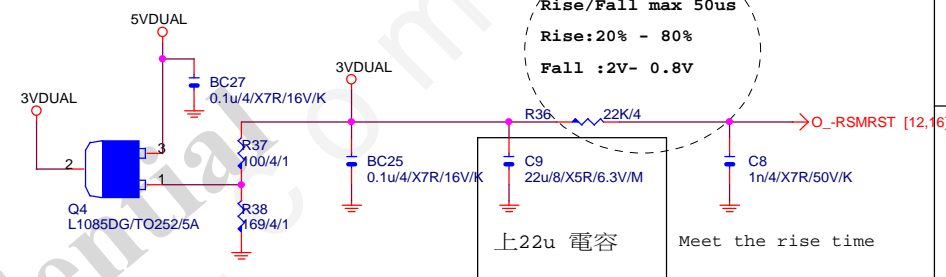 Rise/Fall max 50us
Rise:20% - 80%
Fall :2V- 0.8V
5VDUAL
3VDUAL
BC27
0.1u/4/X7R/16V/K
3VDUAL
R36
22K/4
O_-RSMRST [12,16]
2
3
1
R37
100/4/1
BC25
0.1u/4/X7R/16V/K
C9
22u/8/X5R/6.3V/M
C8
1n/4/X7R/50V/K
Q4
L1085DG/TO252/5A
R38
169/4/1
上22u 電容
Meet the rise time